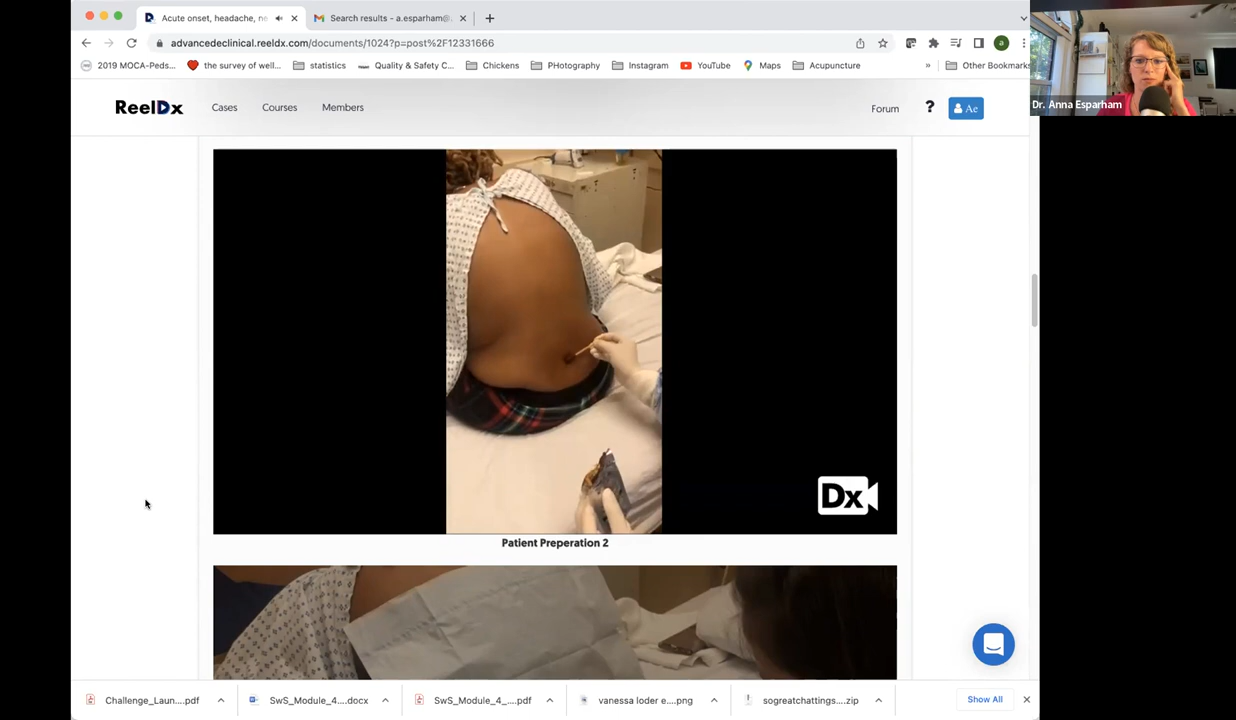 Acute onset, headache, ne
Search results - a.esparham@
advancedeclinical.reeldx.com/documents/1024?p=post%2F12331666
a
2019 MOCA-Peds...
the survey of well...
statistics
Quality & Safety C...
Chickens
PHotography
Instagram
YouTube
Maps
Acupuncture
»
Other Bookmarks
Dr. Anna Esparham
ReelDx
Cases
Courses
Members
Forum
?
Ae
Dx
Patient Preperation 2
Challenge_Laun....pdf
SwS_Module_4....docx
SwS_Module_4_....pdf
vanessa loder e....png
sogreatchattings....zip
Show All